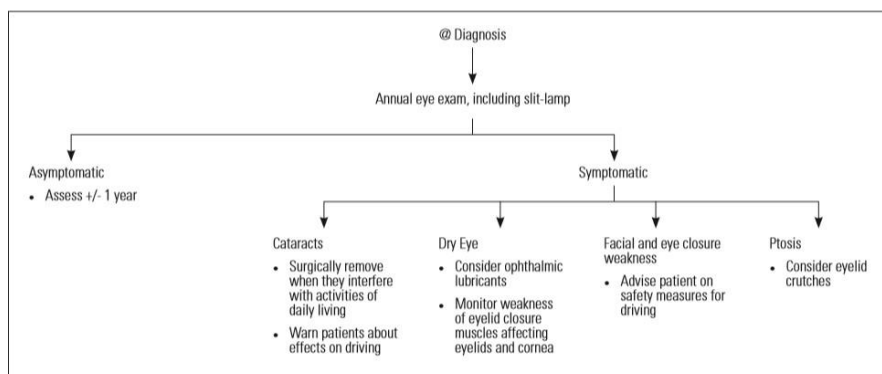 @ Diagnosis
Annual eye exam, including slit-lamp
Asymptomatic
• Assess +/- 1 year
Symptomatic
Cataracts
• Surgically remove
when they interfere
with activities of
daily living
• Warn patients about
effects on driving
Dry Eye
• Consider ophthalmic
lubricants
• Monitor weakness
of eyelid closure
muscles affecting
eyelids and cornea
Facial and eye closure
weakness
• Advise patient on
safety measures for
driving
Ptosis
• Consider eyelid
crutches